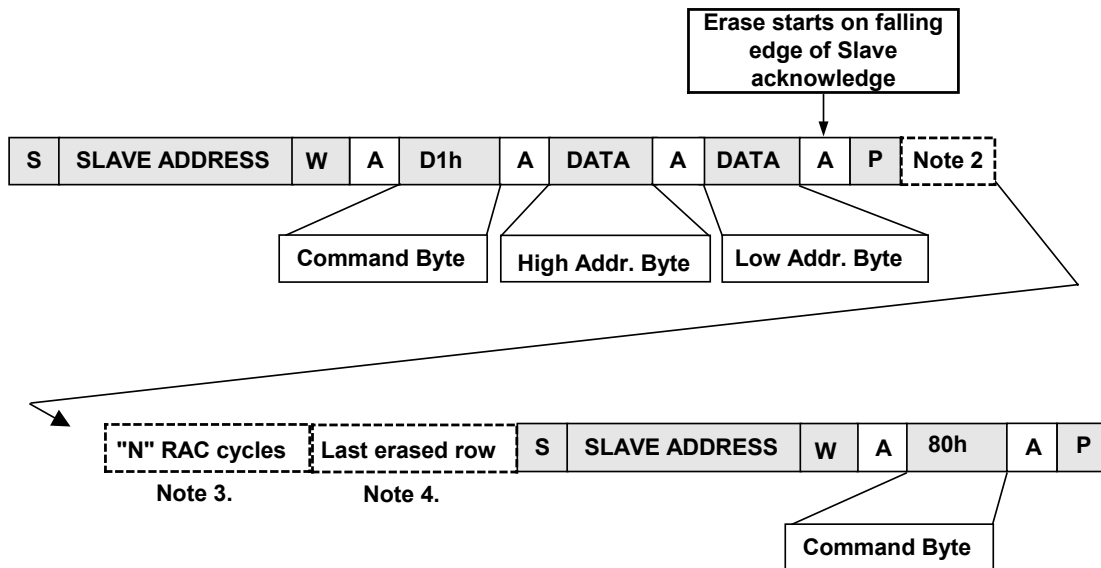 Erase starts on falling
edge of Slave
acknowledge
S SLAVE ADDRESS W A D1h A DATA A DATA A P Note 2
Command Byte High Addr. Byte Low Addr. Byte
"N" RAC cycles Last erased row S SLAVE ADDRESS W A 80h A P
Note 3. Note 4.
Command Byte